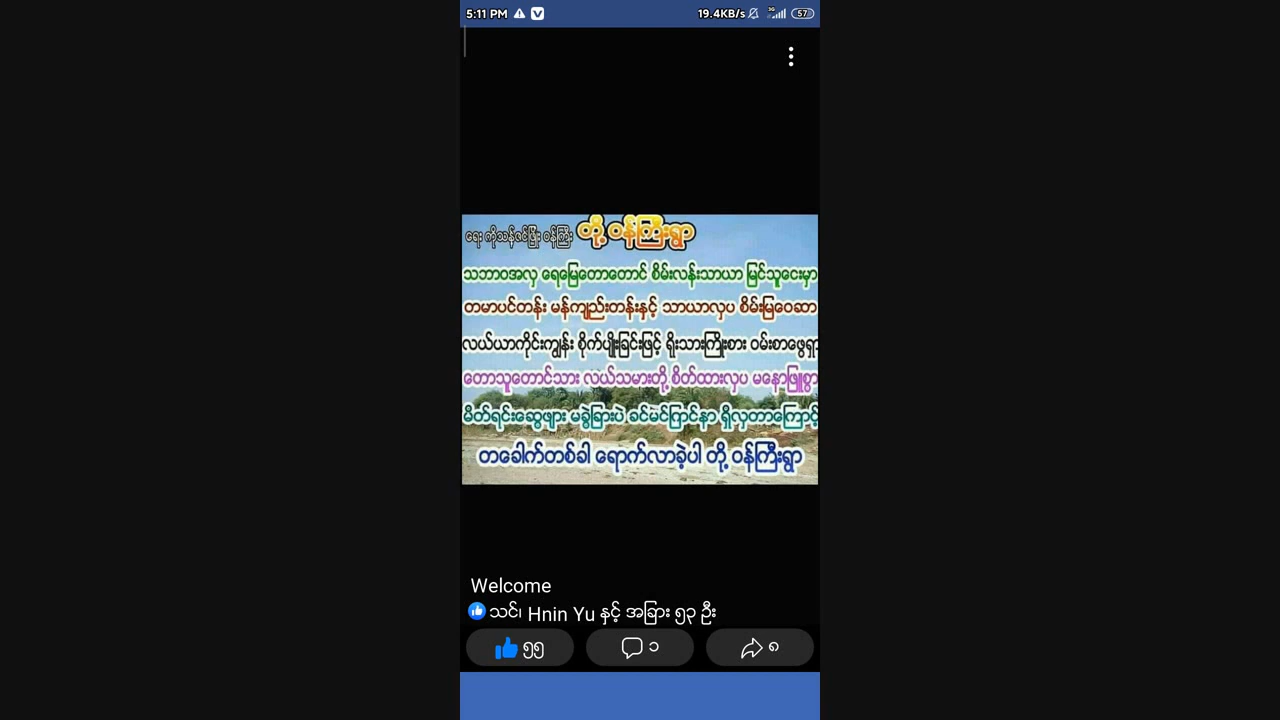 5:11 PM 19.4KB/s 3G 57
ရေး ကိုသန်ဇင်ဖြိုး ဝန်ကြီး တို့ ဝန်ကြီးရွာ
သဘာဝအလှ ရေမြေတောတောင် စိမ်းလန်းသာယာ မြင်သူငေးမှာ
တမာပင်တန်း မန်ကျည်းတန်းနှင့် သာယာလှပ စိမ်းမြဝေဆာ
လယ်ယာကိုင်းကျွန်း စိုက်ပျိုးခြင်းဖြင့် ရိုးသားကြိုးစား ဝမ်းစာဖွေရှာ
တောသူတောင်သား လယ်သမားတို့ စိတ်ထားလှပ မနောဖြူစွာ
မိတ်ရင်းဆွေဖျား မခွဲခြားပဲ ခင်မင်ကြင်နာ ရှိလှတာကြောင့်
တခေါက်တစ်ခါ ရောက်လာခဲ့ပါ တို့ ဝန်ကြီးရွာ
Welcome
သင်၊ Hnin Yu နှင့် အခြား ၅၃ ဦး
၅၅ ၁ ၈